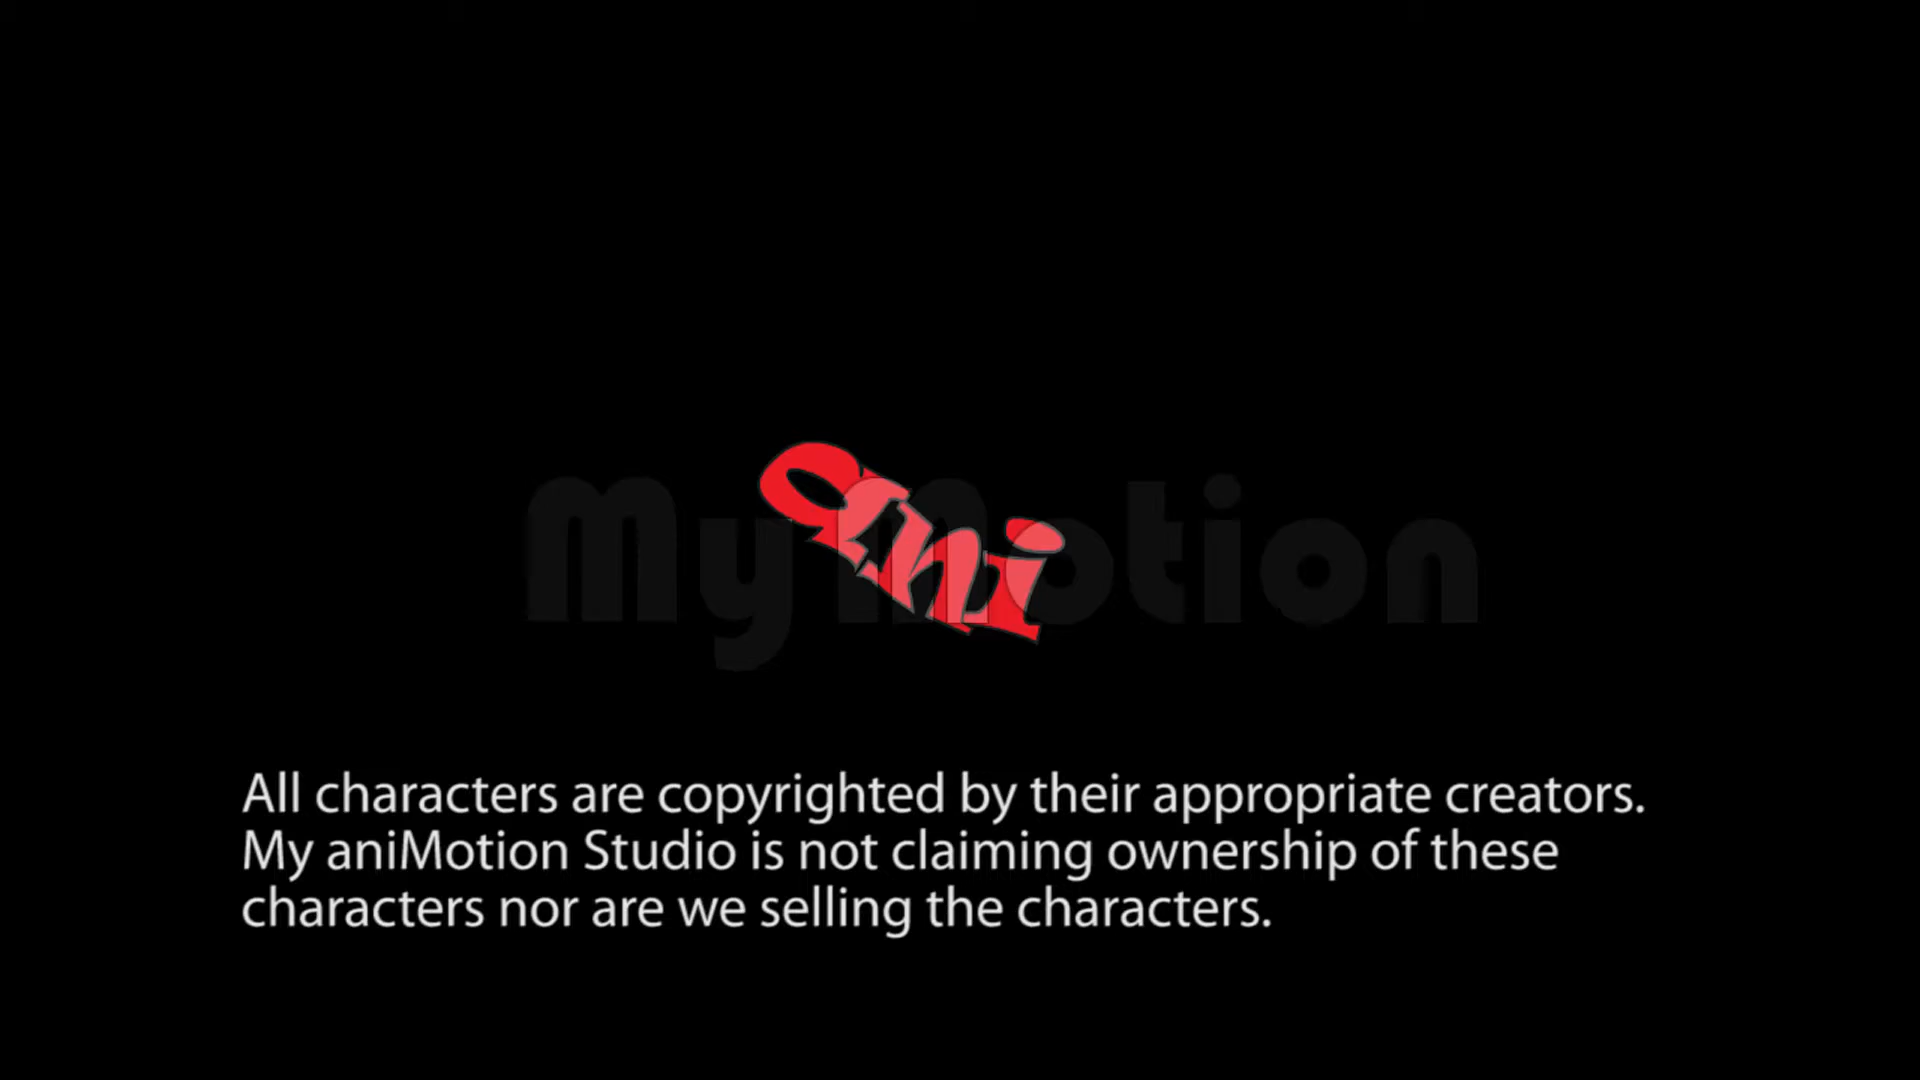 My Motion
ani
All characters are copyrighted by their appropriate creators.
My aniMotion Studio is not claiming ownership of these
characters nor are we selling the characters.